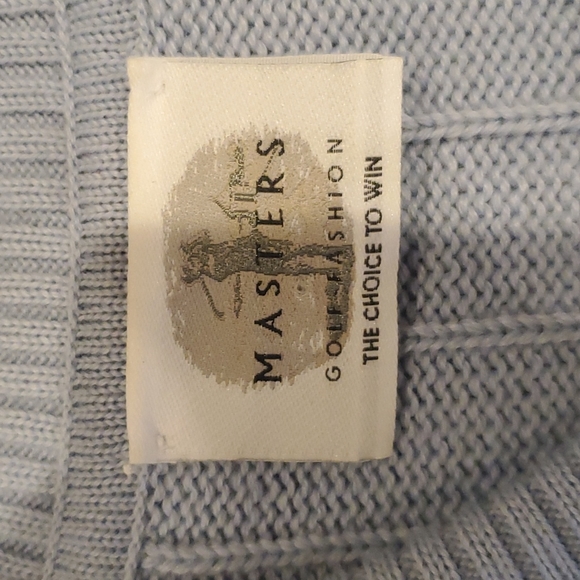 MASTERS
GOLF FASHION
THE CHOICE TO WIN